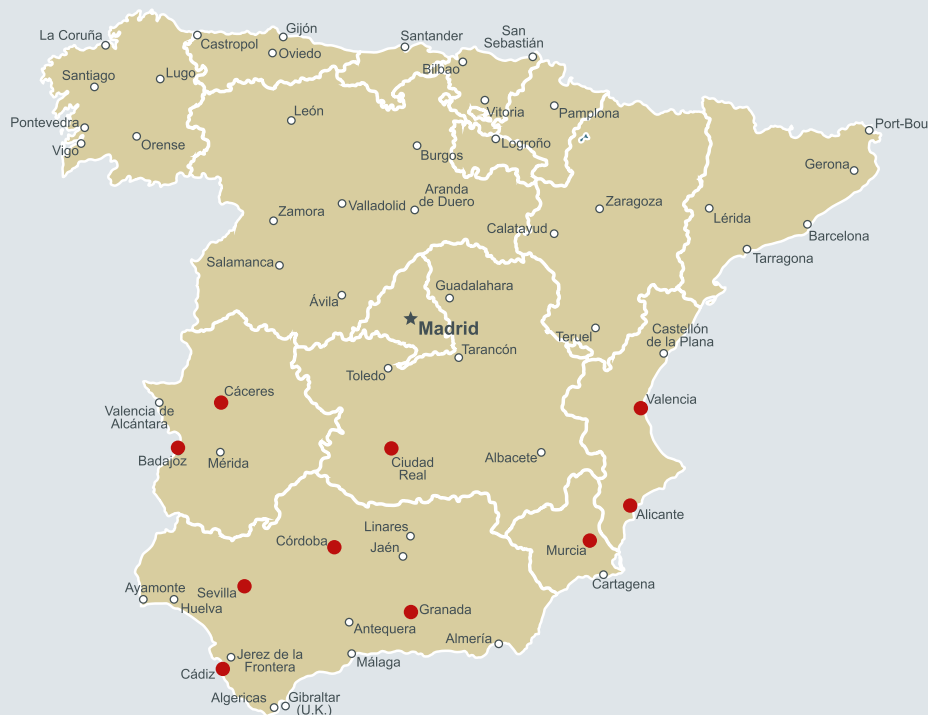 Gijón
La Coruña
Castropol
Santander
San
Sebastián
Oviedo
Bilbao
Santiago
Lugo
León
Vitoria
Pamplona
Pontevedra
Port-Bou
Vigo
Orense
Logroño
Burgos
Gerona
Aranda
de Duero
Zamora
Valladolid
Zaragoza
Lérida
Calatayud
Barcelona
Salamanca
Tarragona
Guadalahara
Ávila
Madrid
Castellón
de la Plana
Teruel
Tarancón
Toledo
Cáceres
Valencia
Valencia de
Alcántara
Badajoz
Mérida
Ciudad
Real
Albacete
Alicante
Linares
Córdoba
Jaén
Murcia
Cartagena
Ayamonte
Sevilla
Huelva
Granada
Antequera
Almería
Jerez de la
Frontera
Málaga
Cádiz
Algericas
Gibraltar
(U.K.)